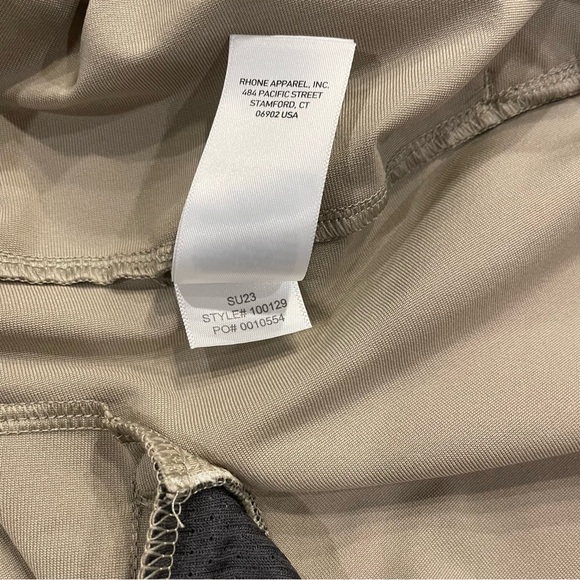 RHONE APPAREL, INC.
484 PACIFIC STREET
STAMFORD, CT
06902 USA
SU23
STYLE# 100129
PO# 0010554